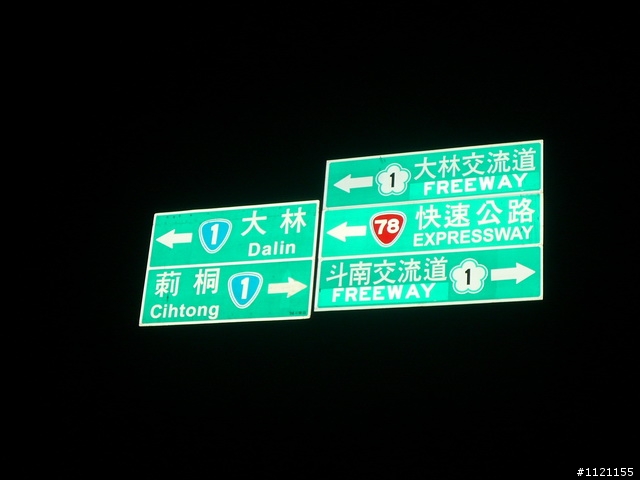 1 大林
Dalin
莿桐 1
Cihtong
1 大林交流道
FREEWAY
78 快速公路
EXPRESSWAY
斗南交流道 1
FREEWAY
#1121155